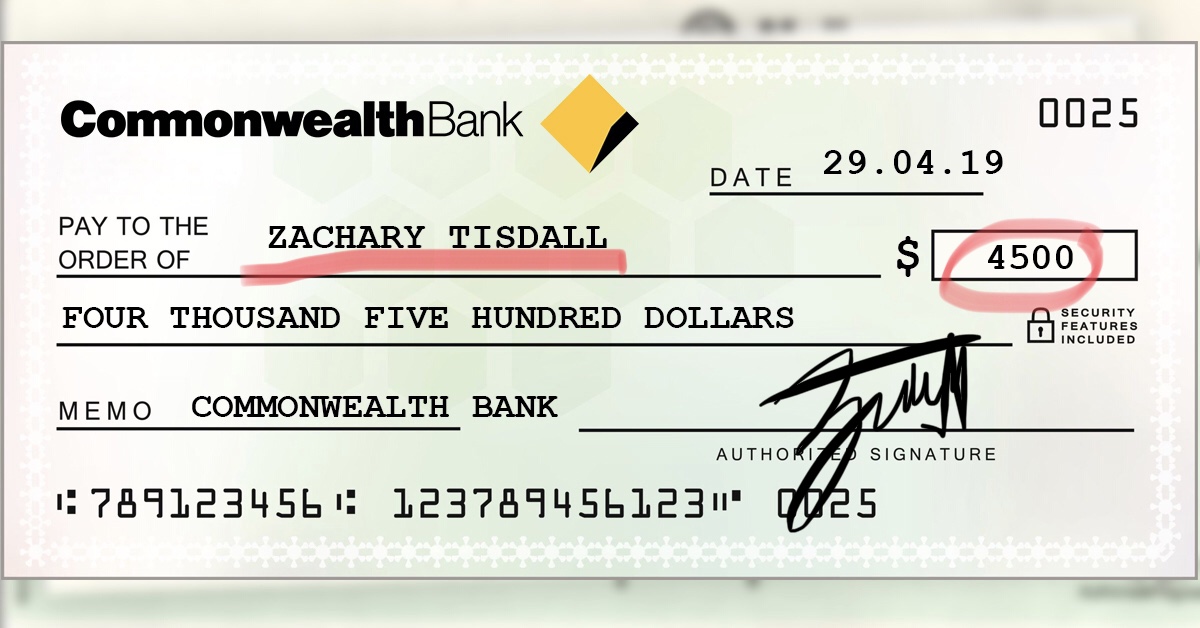 CommonwealthBank
0025
DATE 29.04.19
PAY TO THE
ORDER OF ZACHARY TISDALL
$ 4500
FOUR THOUSAND FIVE HUNDRED DOLLARS
SECURITY
FEATURES
INCLUDED
MEMO COMMONWEALTH BANK
AUTHORIZED SIGNATURE
⑆789123456⑆ 123789456123⑈ 0025